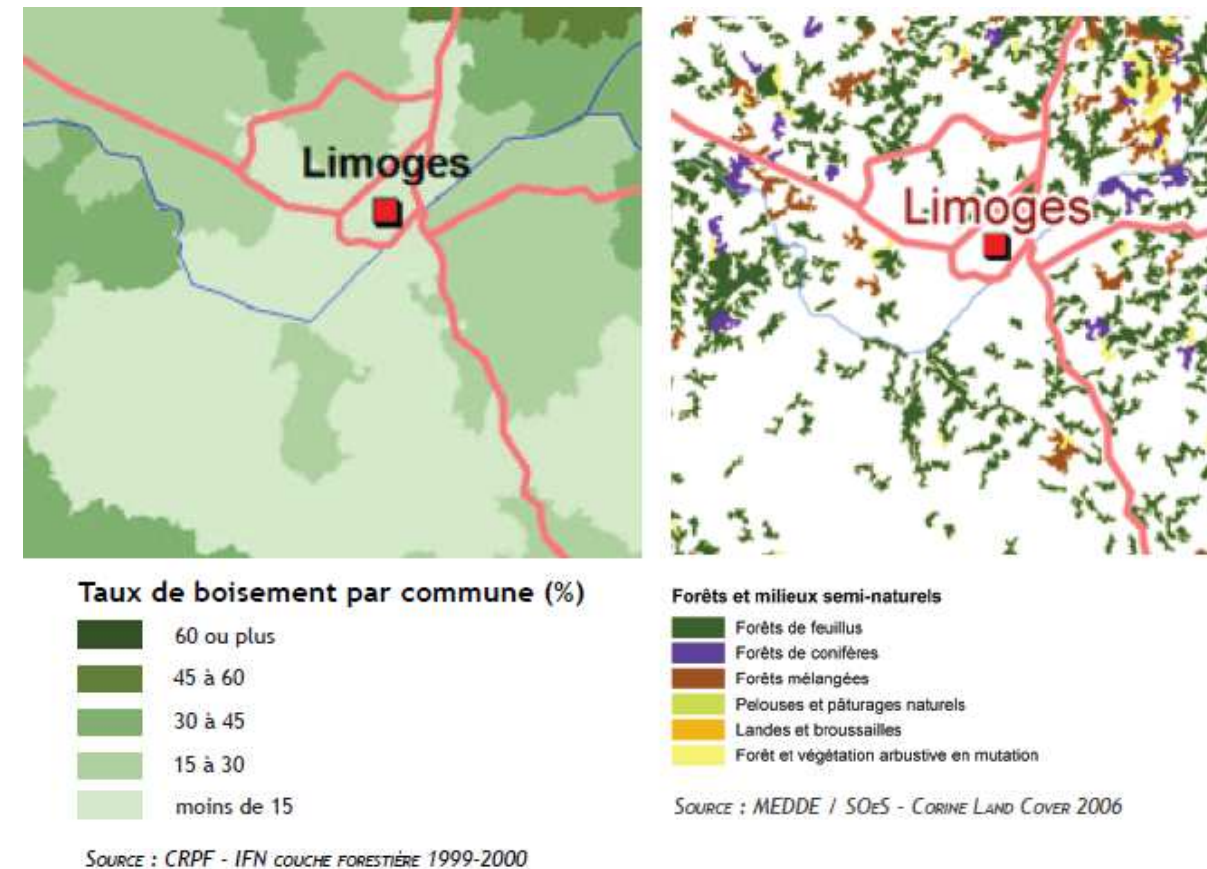 Limoges
Limoges
Taux de boisement par commune (%)
60 ou plus
45 à 60
30 à 45
15 à 30
moins de 15
SOURCE : CRPF - IFN COUCHE FORESTIÈRE 1999-2000
Forêts et milieux semi-naturels
Forêts de feuillus
Forêts de conifères
Forêts mélangées
Pelouses et pâturages naturels
Landes et broussailles
Forêt et végétation arbustive en mutation
SOURCE : MEDDE / SOeS - CORINE LAND COVER 2006